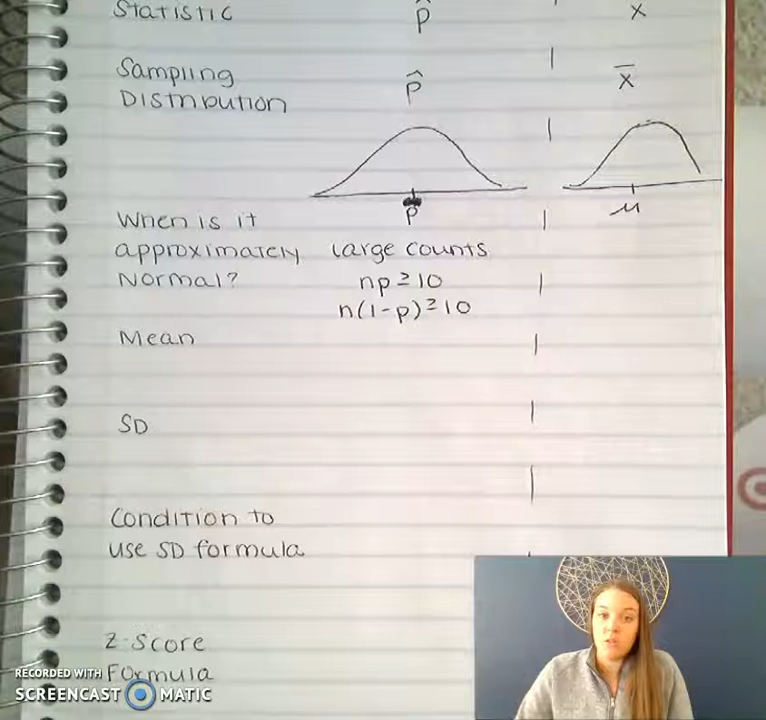 Statistic p̂ | x
Sampling Distribution p̂ | x̄
p | μ
When is it
approximately large counts
Normal? np ≥ 10 |
n(1-p) ≥ 10
Mean |
|
SD
|
Condition to
use SD formula
Z-Score
Formula
RECORDED WITH
SCREENCAST MATIC